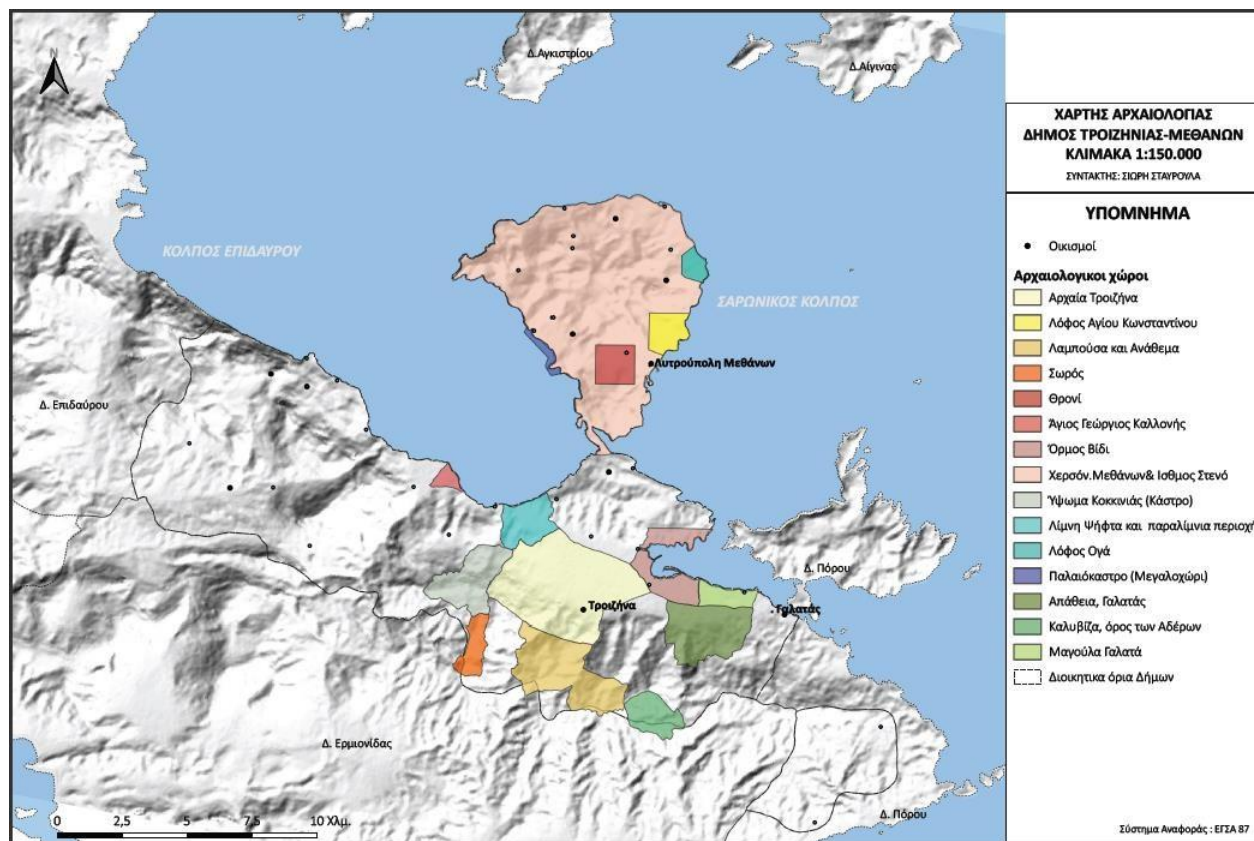 N
Δ.Αγκιστρίου
Δ.Αίγινας
ΚΟΛΠΟΣ ΕΠΙΔΑΥΡΟΥ
ΣΑΡΩΝΙΚΟΣ ΚΟΛΠΟΣ
Λυτρούπολη Μεθάνων
Δ. Επιδαύρου
Δ. Πόρου
Τροιζήνα
Γαλατάς
Δ. Ερμιονίδας
Δ. Πόρου
0 2,5 5 10 Χλμ.
ΧΑΡΤΗΣ ΑΡΧΑΙΟΛΟΓΙΑΣ
ΔΗΜΟΣ ΤΡΟΙΖΗΝΙΑΣ-ΜΕΘΑΝΩΝ
ΚΛΙΜΑΚΑ 1:150.000
ΣΥΝΤΑΚΤΗΣ: ΣΙΩΡΗ ΣΤΑΥΡΟΥΛΑ
ΥΠΟΜΝΗΜΑ
Οικισμοί
Αρχαιολογικοι χώροι
Αρχαία Τροιζήνα
Λόφος Αγίου Κωνσταντίνου
Λαμπούσα και Ανάθεμα
Σωρός
Θρονί
Άγιος Γεώργιος Καλλονής
Όρμος Βίδι
Χερσόν.Μεθάνων& Ισθμος Στενό
Ύψωμα Κοκκινιάς (Κάστρο)
Λίμνη Ψήφτα και παραλίμνια περιοχή
Λόφος Ογά
Παλαιόκαστρο (Μεγαλοχώρι)
Απάθεια, Γαλατάς
Καλυβίζα, όρος των Αδέρων
Μαγούλα Γαλατά
Διοικητικα όρια Δήμων
Σύστημα Αναφοράς : ΕΓΣΑ 87